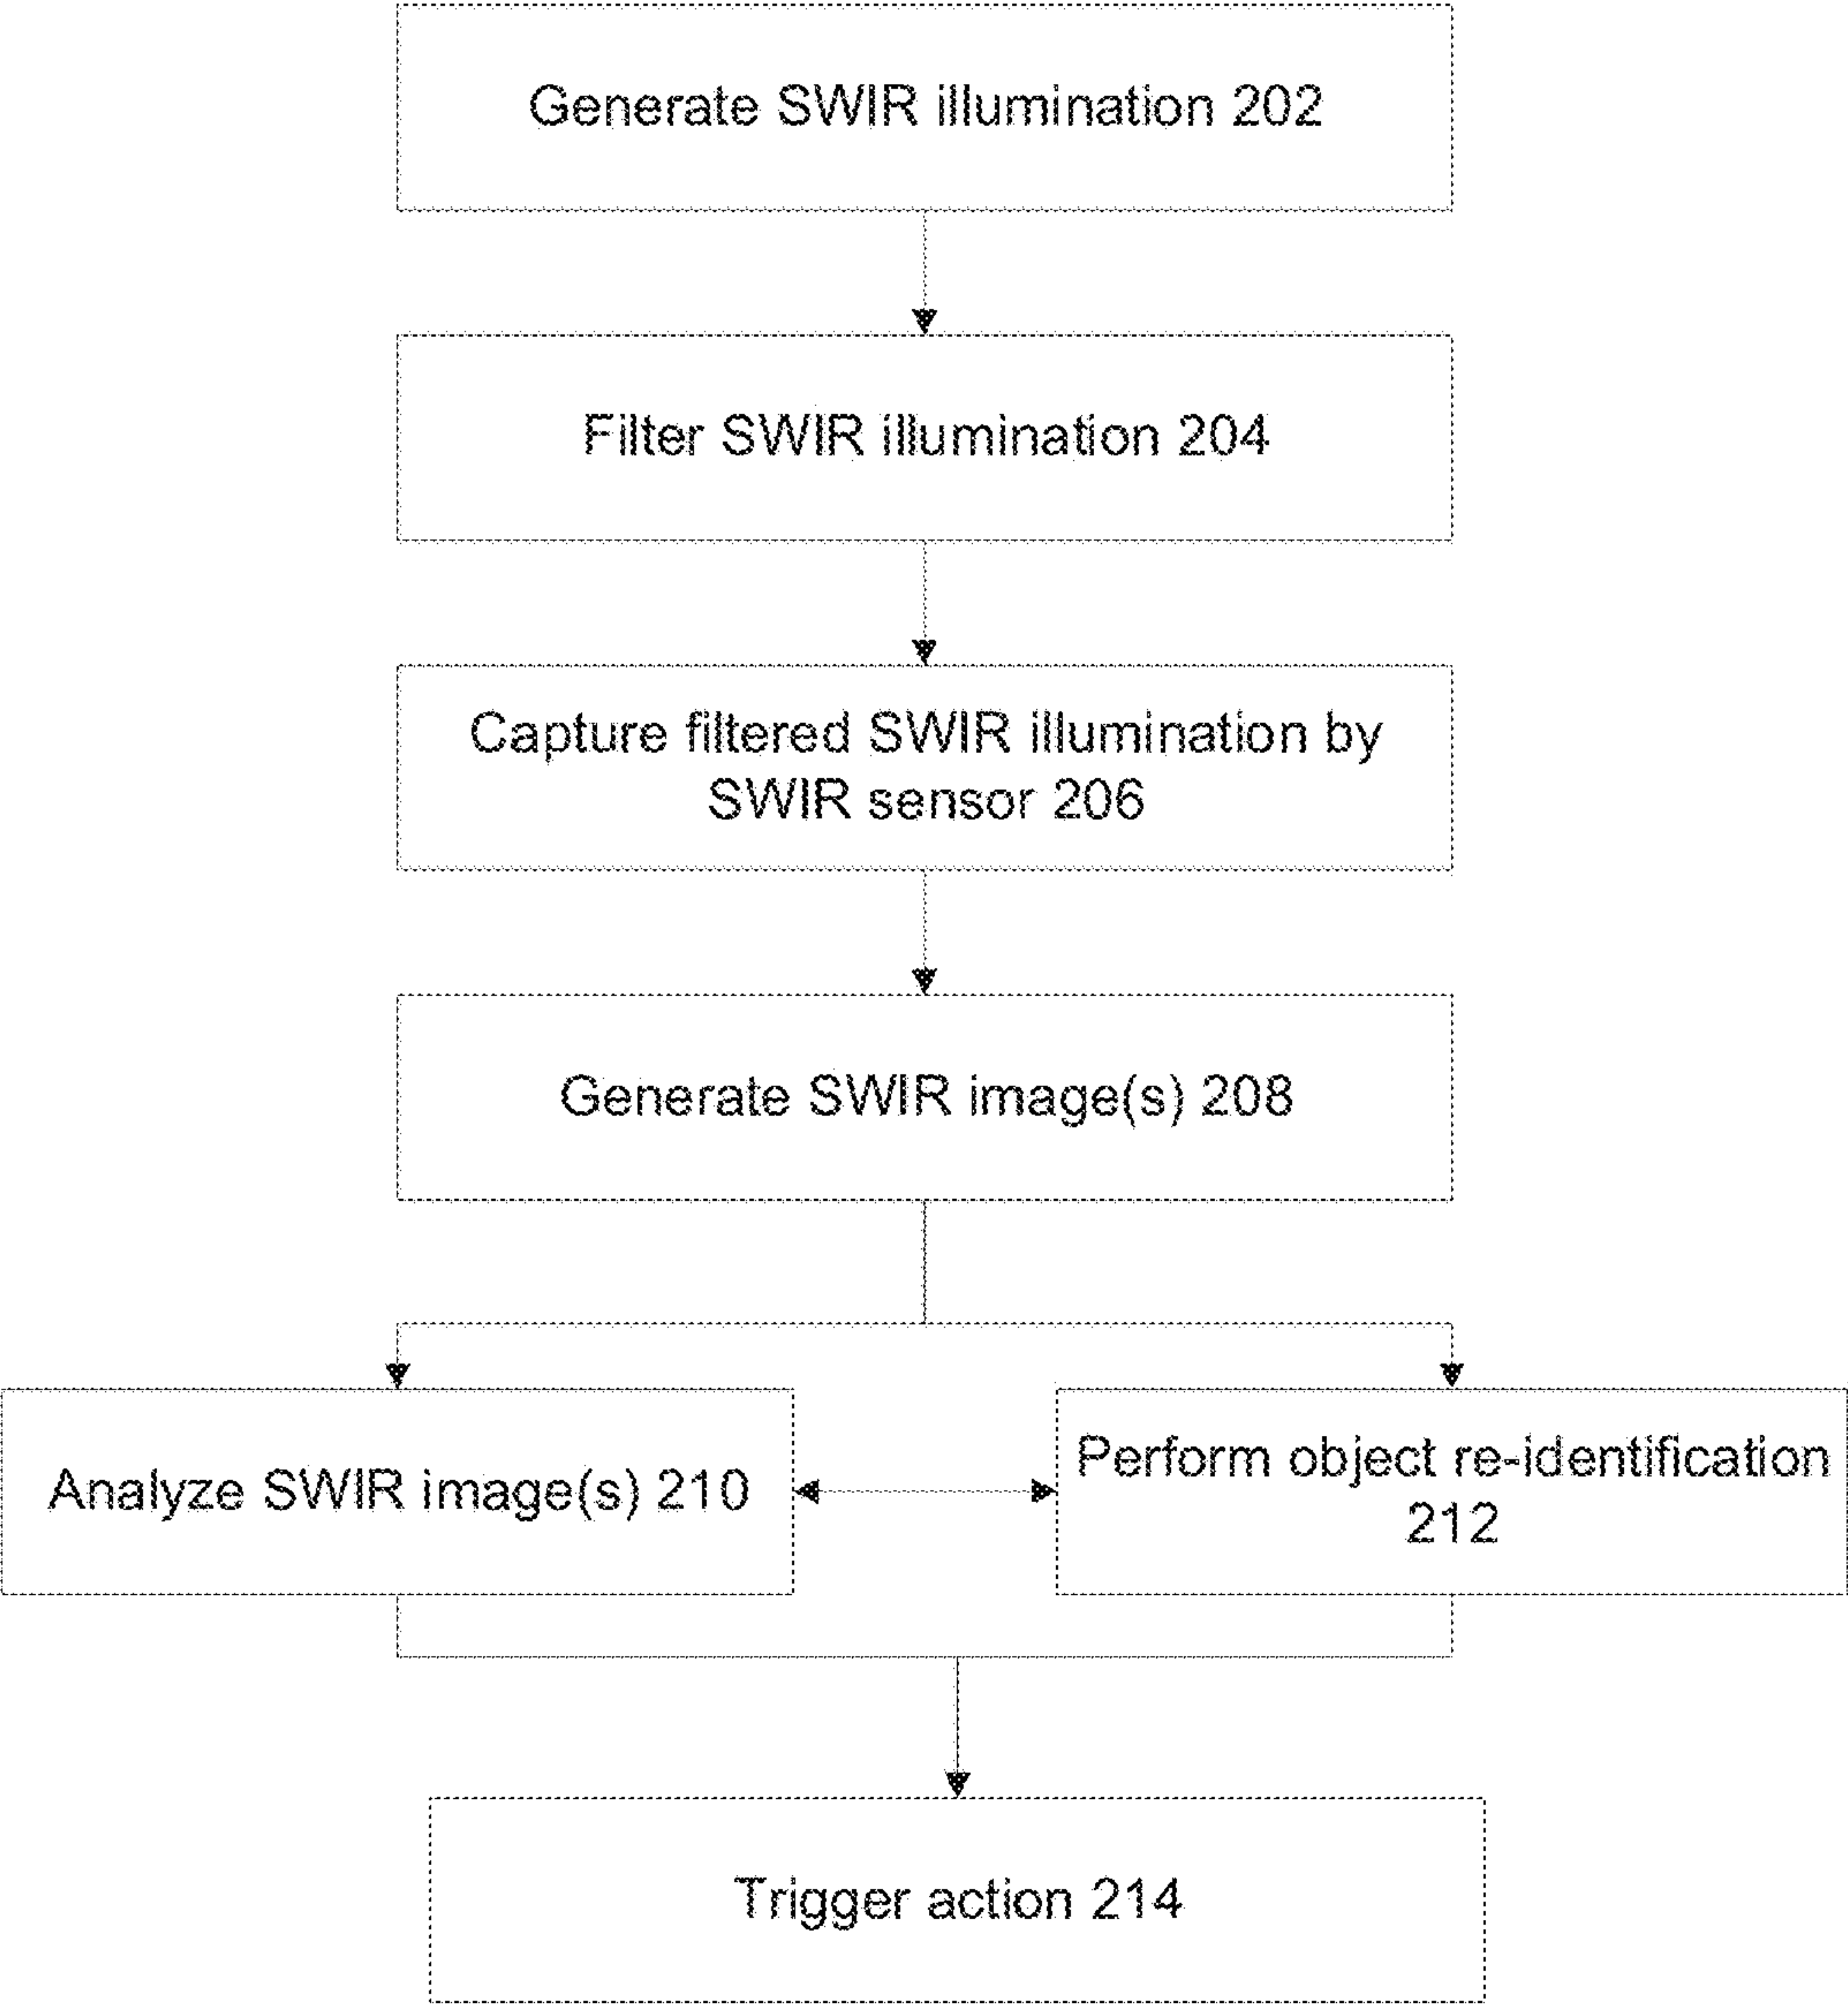 Generate SWIR illumination 202
Filter SWIR illumination 204
Capture filtered SWIR illumination by
SWIR sensor 206
Generate SWIR image(s) 208
Analyze SWIR image(s) 210
Perform object re-identification
212
Trigger action 214